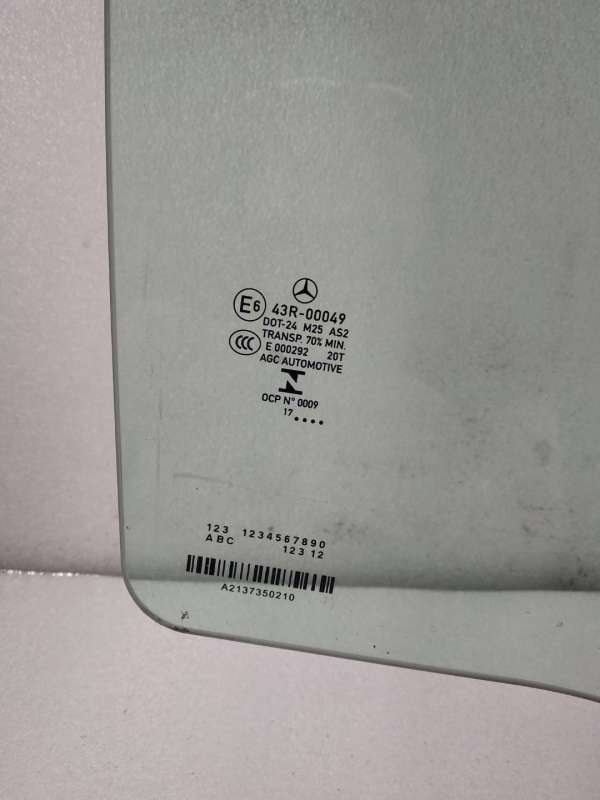 E6 43R-00049
DOT-24 M25 AS2
TRANSP. 70% MIN.
CCC E 000292 20T
AGC AUTOMOTIVE
N
OCP N° 0009
17 ....
123 1234567890
ABC 123 12
A2137350210